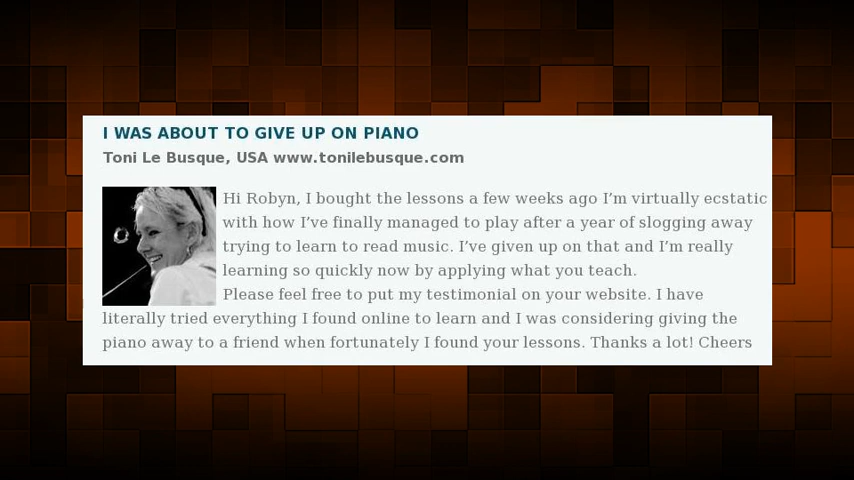 I WAS ABOUT TO GIVE UP ON PIANO
Toni Le Busque, USA www.tonilebusque.com
Hi Robyn, I bought the lessons a few weeks ago I’m virtually ecstatic
with how I’ve finally managed to play after a year of slogging away
trying to learn to read music. I’ve given up on that and I’m really
learning so quickly now by applying what you teach.
Please feel free to put my testimonial on your website. I have
literally tried everything I found online to learn and I was considering giving the
piano away to a friend when fortunately I found your lessons. Thanks a lot! Cheers